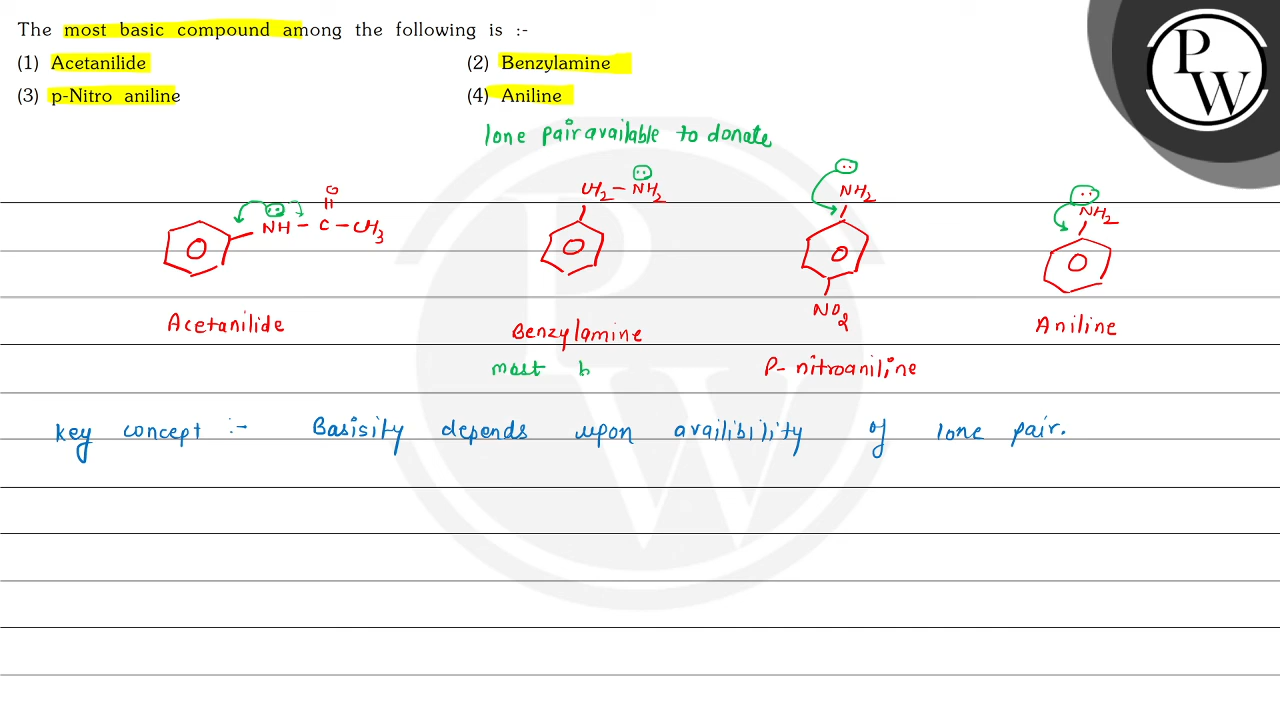 The most basic compound among the following is :-
(1) Acetanilide (2) Benzylamine
(3) p-Nitro aniline (4) Aniline
lone pair available to donate
O
CH2 - NH2 NH2 NH2
NH - C - CH3
NO2
Acetanilide Benzylamine Aniline
most b P- nitroaniline
Key concept :- Basisity depends upon availibility of lone pair.
P
W